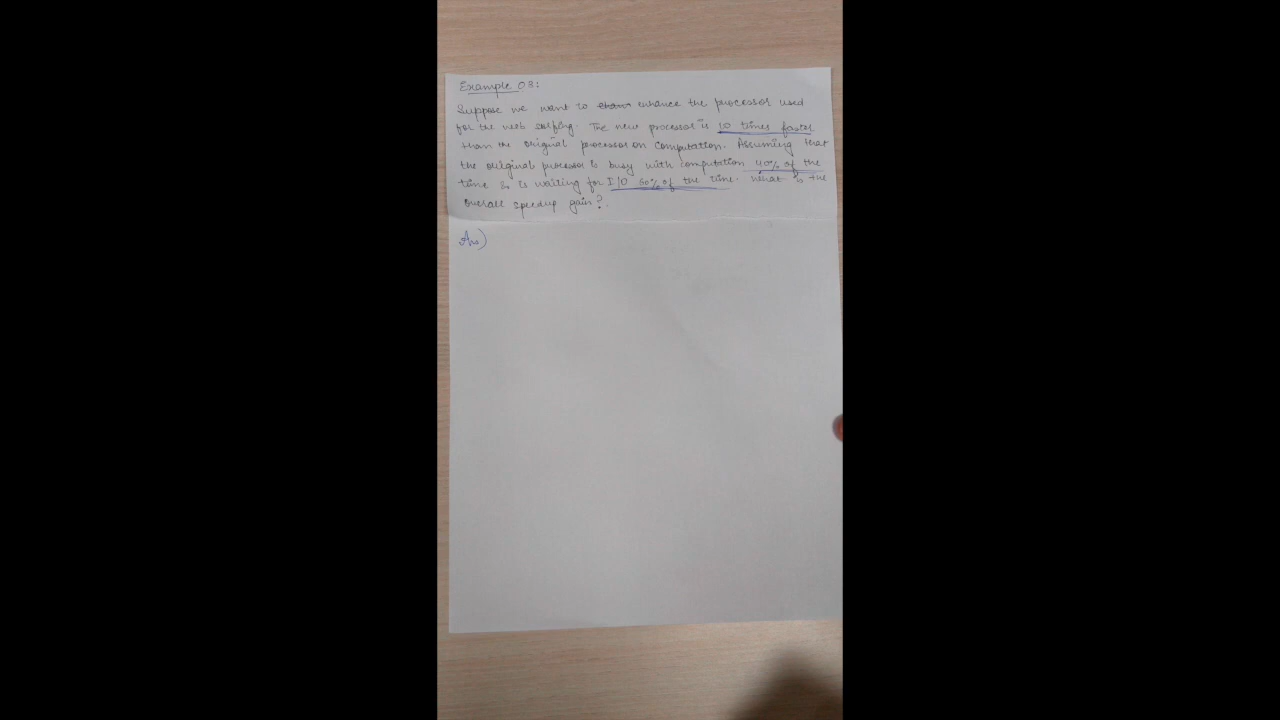 Example 03:
Suppose we want to enhance the processor used
for the web surfing. The new processor is 10 times faster
than the original processor on computation. Assuming that
the original processor is busy with computation 40% of the
time & is waiting for I/O 60% of the time. What is the
overall speedup gain?
Ans)